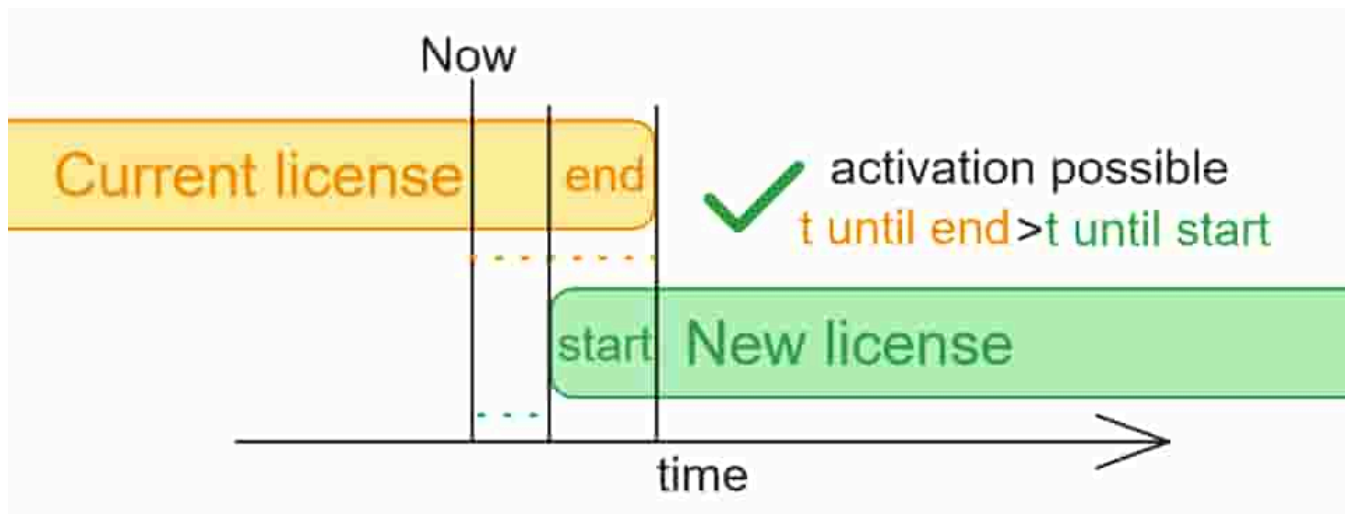 Now
Current license
end
activation possible
t until end>t until start
start
New license
time